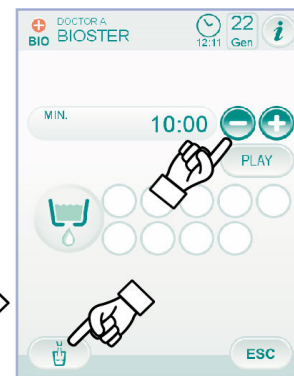 DOCTOR A
BIO BIOSTER
12:11
22
Gen
i
MIN.
10:00
PLAY
ESC